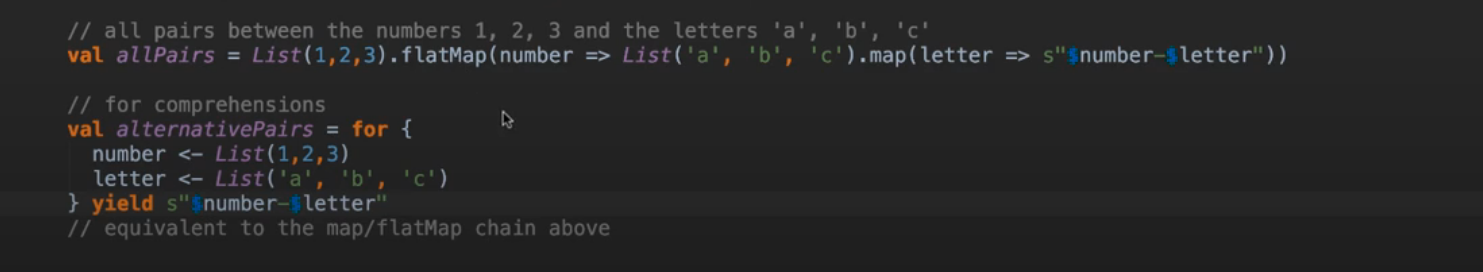 // all pairs between the numbers 1, 2, 3 and the letters 'a', 'b', 'c'
val allPairs = List(1,2,3).flatMap(number => List('a', 'b', 'c').map(letter => s"$number-$letter"))
// for comprehensions
val alternativePairs = for {
number <- List(1,2,3)
letter <- List('a', 'b', 'c')
} yield s"$number-$letter"
// equivalent to the map/flatMap chain above